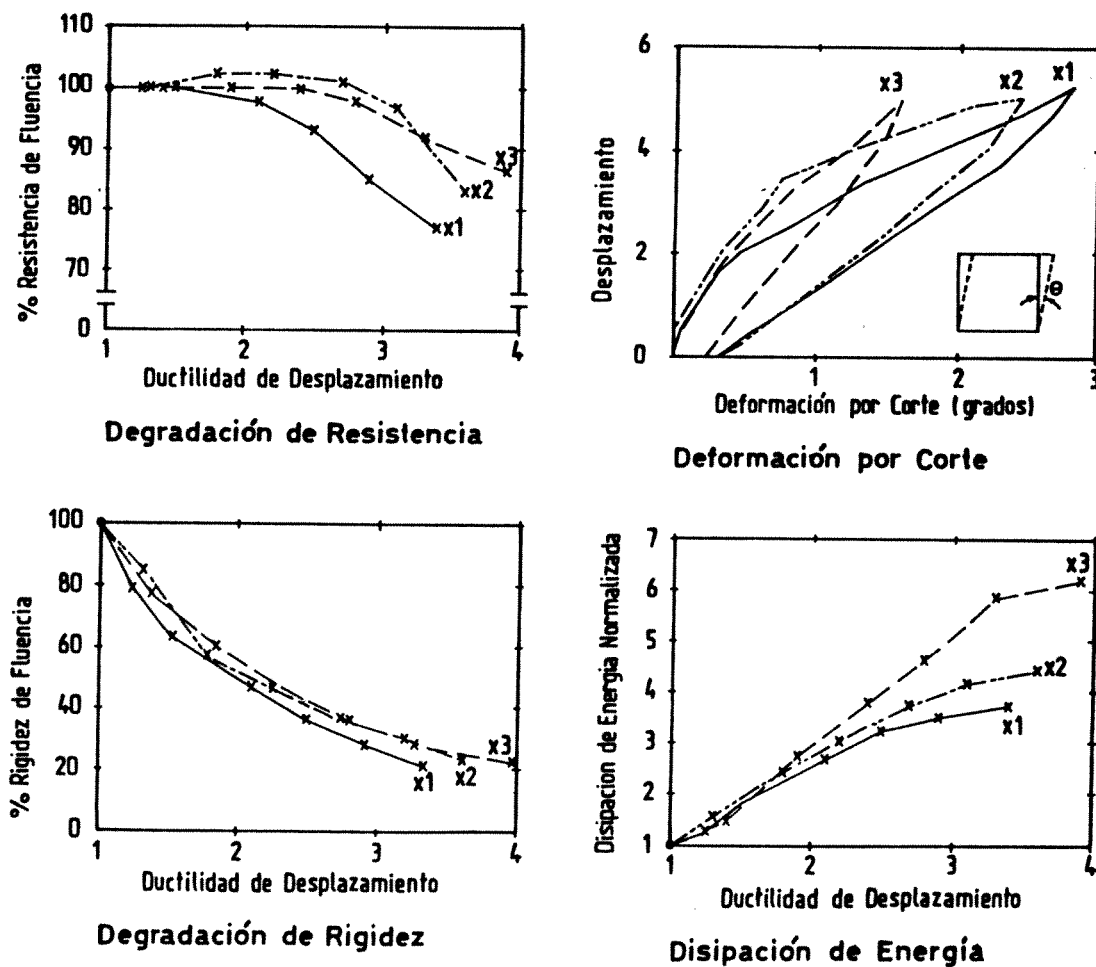 110
100
90
80
70
0
% Resistencia de Fluencia
x3
x2
x1
1
2
3
4
Ductilidad de Desplazamiento
Degradación de Resistencia
6
4
2
0
Desplazamiento
x3
x2
x1
θ
1
2
3
Deformación por Corte (grados)
Deformación por Corte
100
80
60
40
20
0
% Rigidez de Fluencia
x3
x1
x2
1
2
3
4
Ductilidad de Desplazamiento
Degradación de Rigidez
7
6
5
4
3
2
1
Disipacion de Energia Normalizada
x3
x2
x1
1
2
3
4
Ductilidad de Desplazamiento
Disipación de Energía